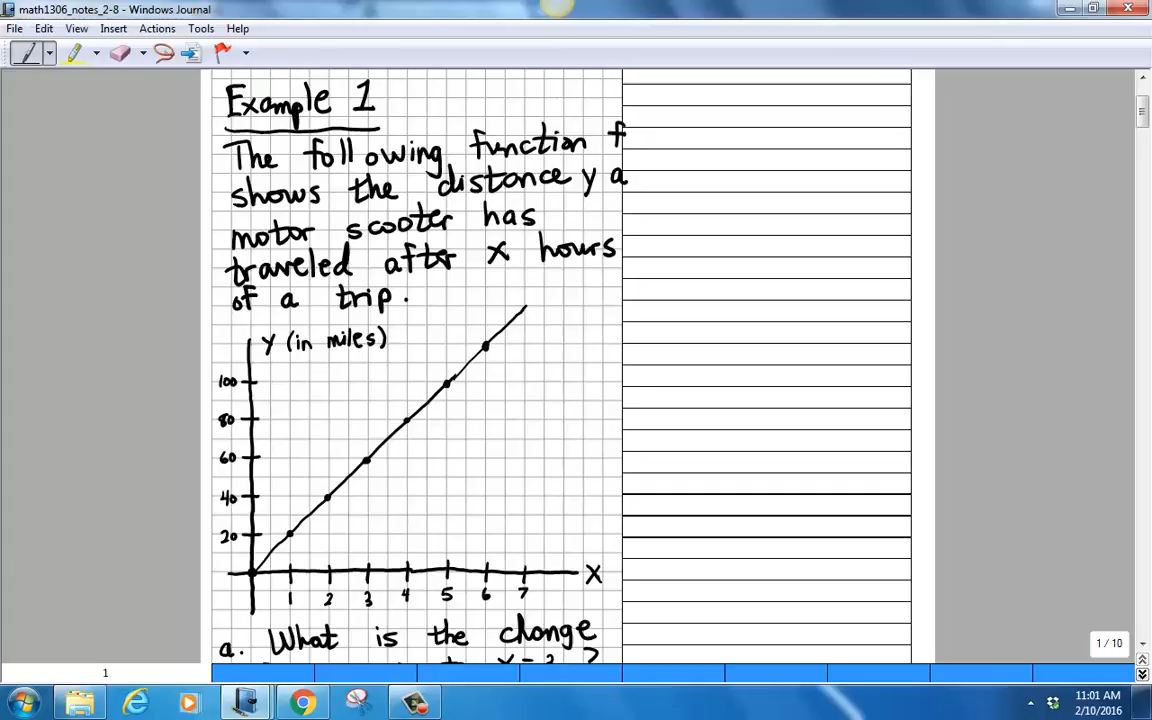 math1306_notes_2-8 - Windows Journal
File Edit View Insert Actions Tools Help
Example 1
The following function f
shows the distance y a
motor scooter has
traveled after x hours
of a trip.
y (in miles)
100
80
60
40
20
X
1 2 3 4 5 6 7
a. What is the change
1 / 10
1
11:01 AM
2/10/2016